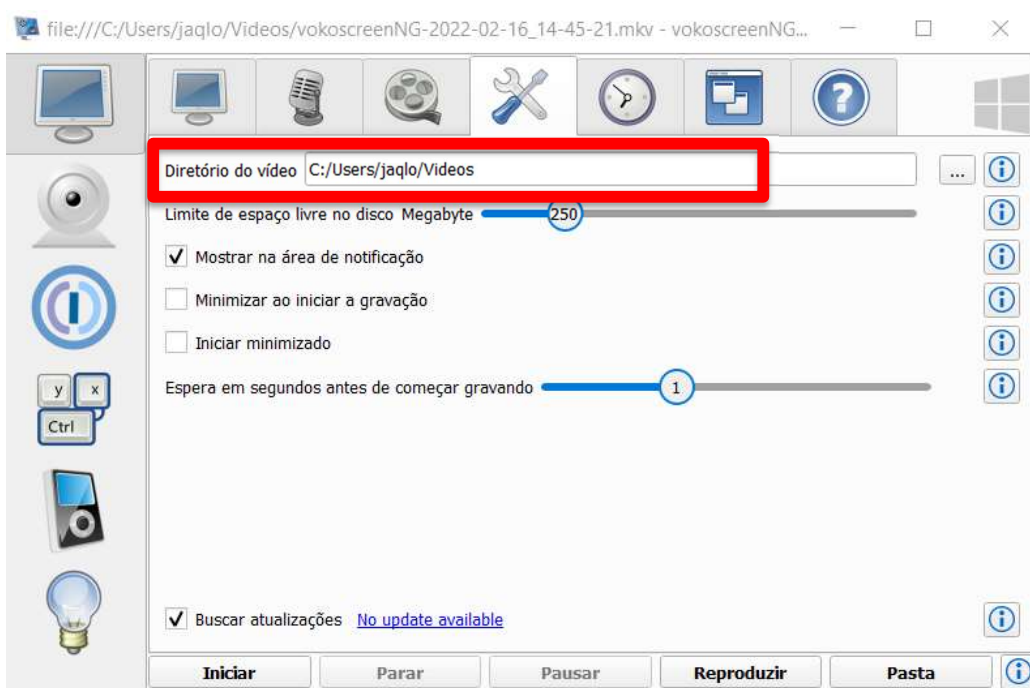 file:///C:/Users/jaqlo/Videos/vokoscreenNG-2022-02-16_14-45-21.mkv - vokoscreenNG...
Diretório do vídeo C:/Users/jaqlo/Videos ...
Limite de espaço livre no disco Megabyte 250
Mostrar na área de notificação
Minimizar ao iniciar a gravação
Iniciar minimizado
Espera em segundos antes de começar gravando 1
y x
Ctrl
Buscar atualizações No update available
Iniciar Parar Pausar Reproduzir Pasta